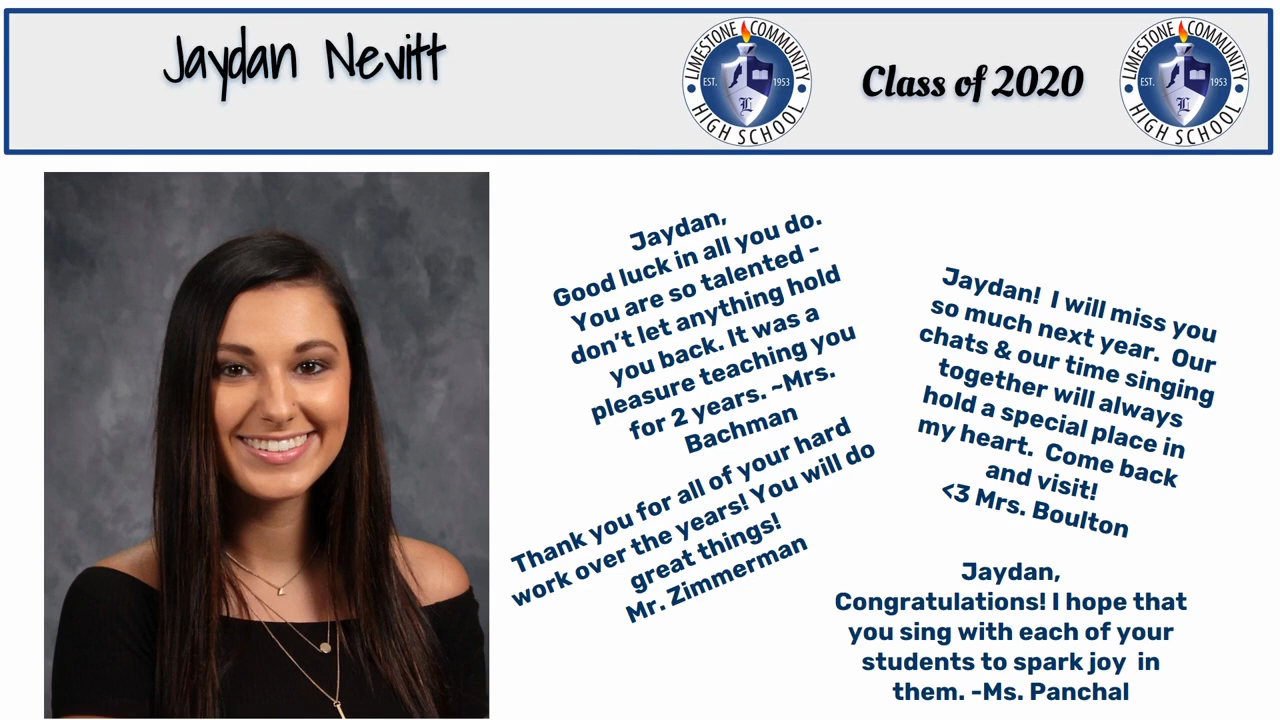 Jaydan Nevitt
LIMESTONE COMMUNITY
EST. 1953
L
HIGH SCHOOL
Class of 2020
LIMESTONE COMMUNITY
EST. 1953
L
HIGH SCHOOL
Jaydan,
Good luck in all you do.
You are so talented -
don't let anything hold
you back. It was a
pleasure teaching you
for 2 years. ~Mrs.
Bachman
Thank you for all of your hard
work over the years! You will do
great things!
Mr. Zimmerman
Jaydan! I will miss you
so much next year. Our
chats & our time singing
together will always
hold a special place in
my heart. Come back
and visit!
<3 Mrs. Boulton
Jaydan,
Congratulations! I hope that
you sing with each of your
students to spark joy in
them. -Ms. Panchal